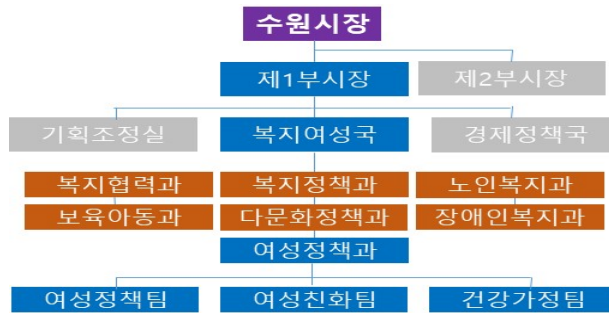 수원시장
제1부시장 제2부시장
기획조정실 복지여성국 경제정책국
복지협력과 복지정책과 노인복지과
보육아동과 다문화정책과 장애인복지과
여성정책과
여성정책팀 여성친화팀 건강가정팀